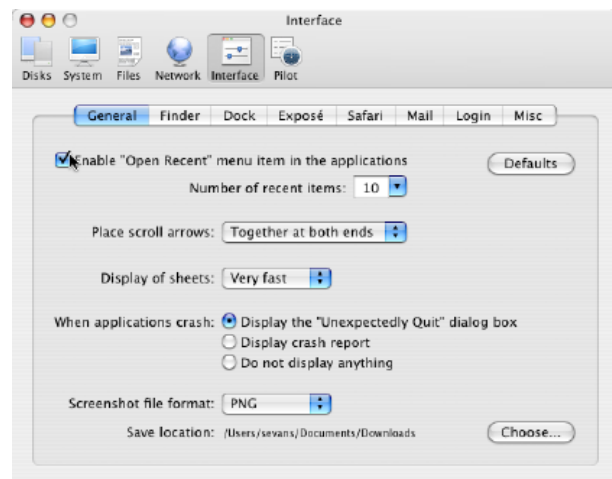 Interface
Disks System Files Network Interface Pilot
General Finder Dock Exposé Safari Mail Login Misc
Enable "Open Recent" menu item in the applications
Defaults
Number of recent items: 10
Place scroll arrows: Together at both ends
Display of sheets: Very fast
When applications crash: Display the "Unexpectedly Quit" dialog box
Display crash report
Do not display anything
Screenshot file format: PNG
Save location: /Users/sevans/Documents/Downloads
Choose...